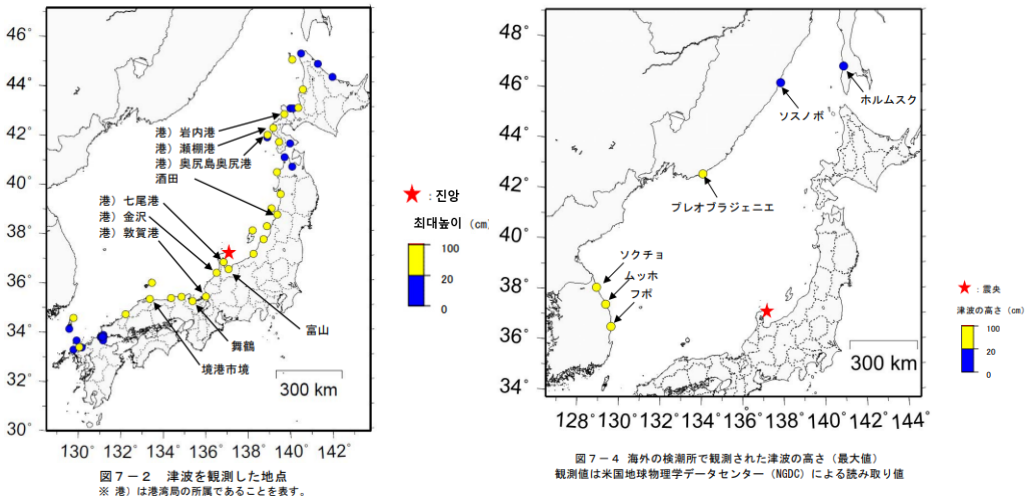 46°
44°
42°
40°
38°
36°
34°
32°
30°
130°
132°
134°
136°
138°
140°
142°
港）岩内港
港）瀬棚港
港）奥尻島奥尻港
酒田
港）七尾港
港）金沢
港）敦賀港
富山
舞鶴
境港市境
300 km
: 진앙
최대높이 (cm)
100
20
0
図７－２ 津波を観測した地点
※ 港）は港湾局の所属であることを表す。
48°
46°
44°
42°
40°
38°
36°
34°
128°
130°
132°
134°
136°
138°
140°
142°
144°
ホルムスク
ソスノボ
プレオブラジェニエ
ソクチョ
ムッホ
フポ
300 km
: 震央
津波の高さ (cm)
100
20
0
図７－４ 海外の検潮所で観測された津波の高さ（最大値）
観測値は米国地球物理学データセンター（NGDC）による読み取り値